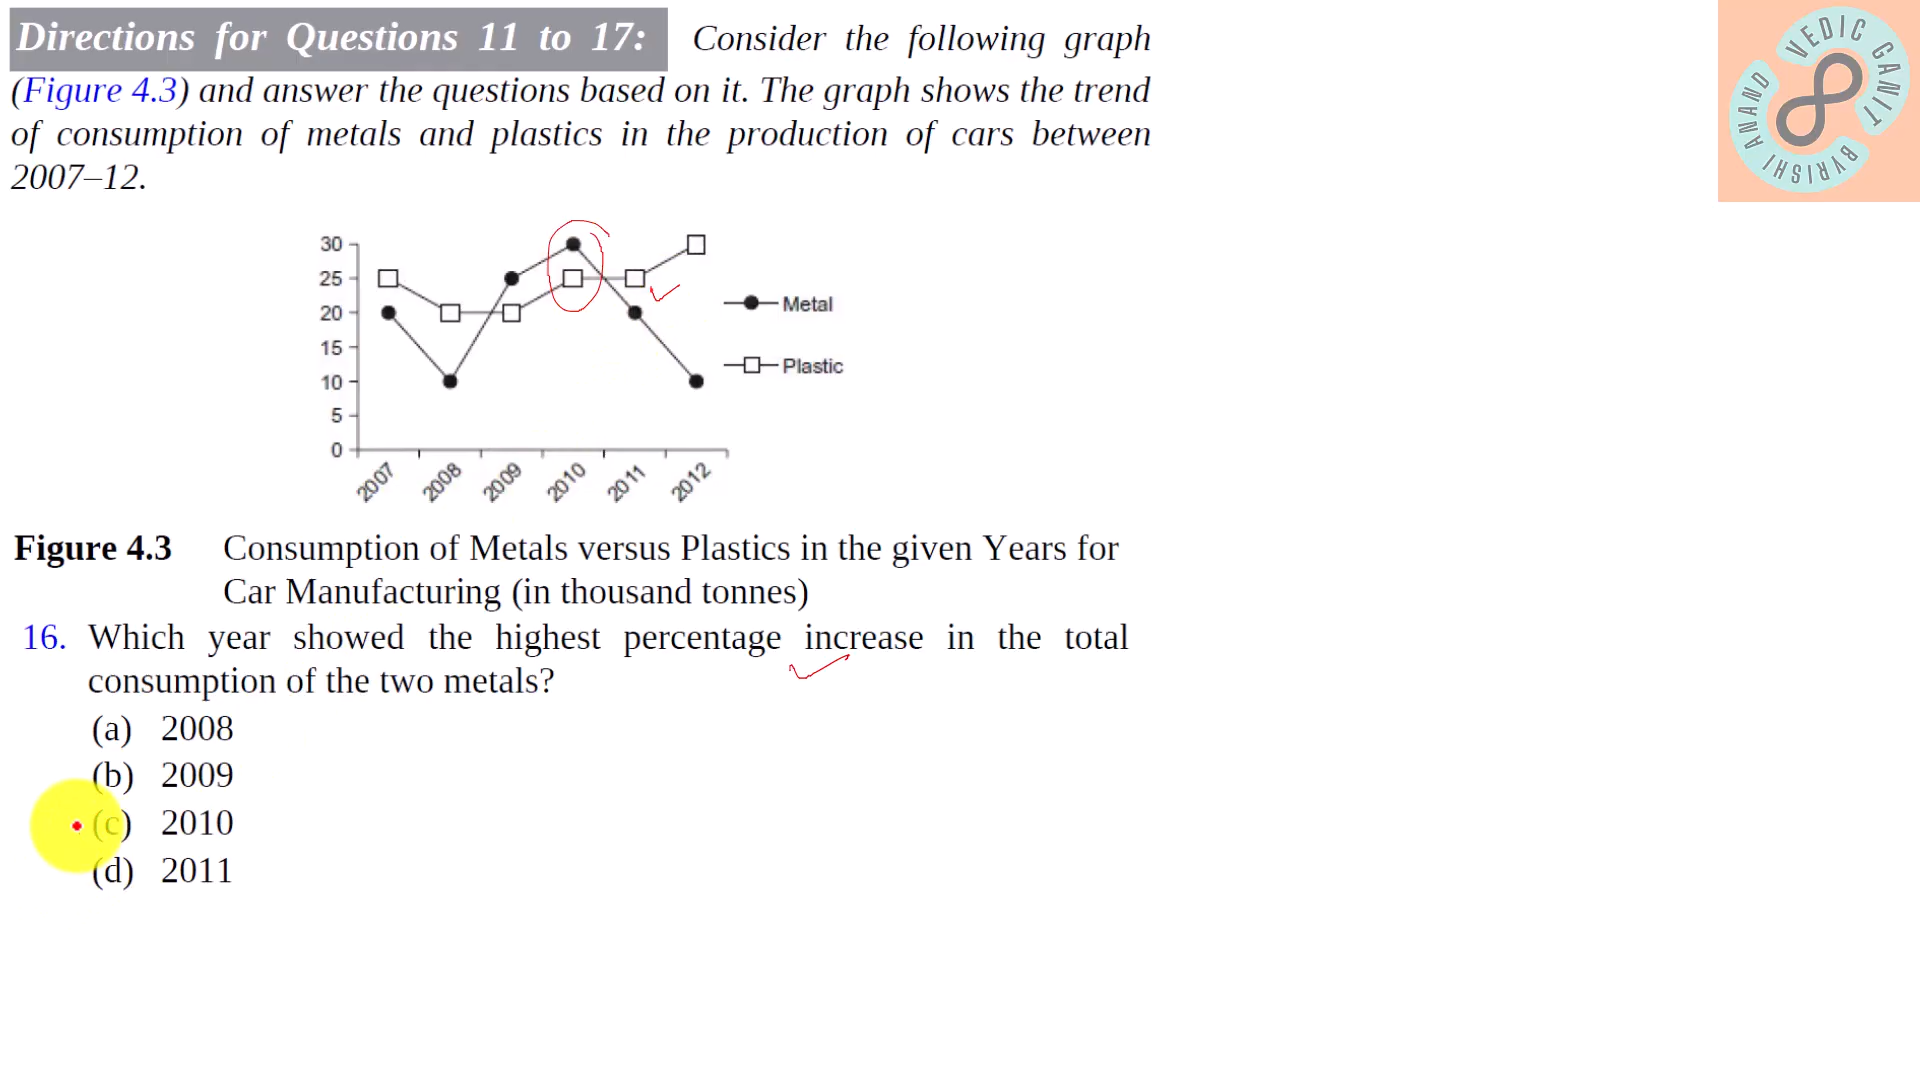 Directions for Questions 11 to 17: Consider the following graph
(Figure 4.3) and answer the questions based on it. The graph shows the trend
of consumption of metals and plastics in the production of cars between
2007–12.
30
25
20
15
10
5
0
2007 2008 2009 2010 2011 2012
Metal
Plastic
Figure 4.3 Consumption of Metals versus Plastics in the given Years for
Car Manufacturing (in thousand tonnes)
16. Which year showed the highest percentage increase in the total
consumption of the two metals?
(a) 2008
(b) 2009
(c) 2010
(d) 2011
VEDIC GANIT
BYRISHI ANAND